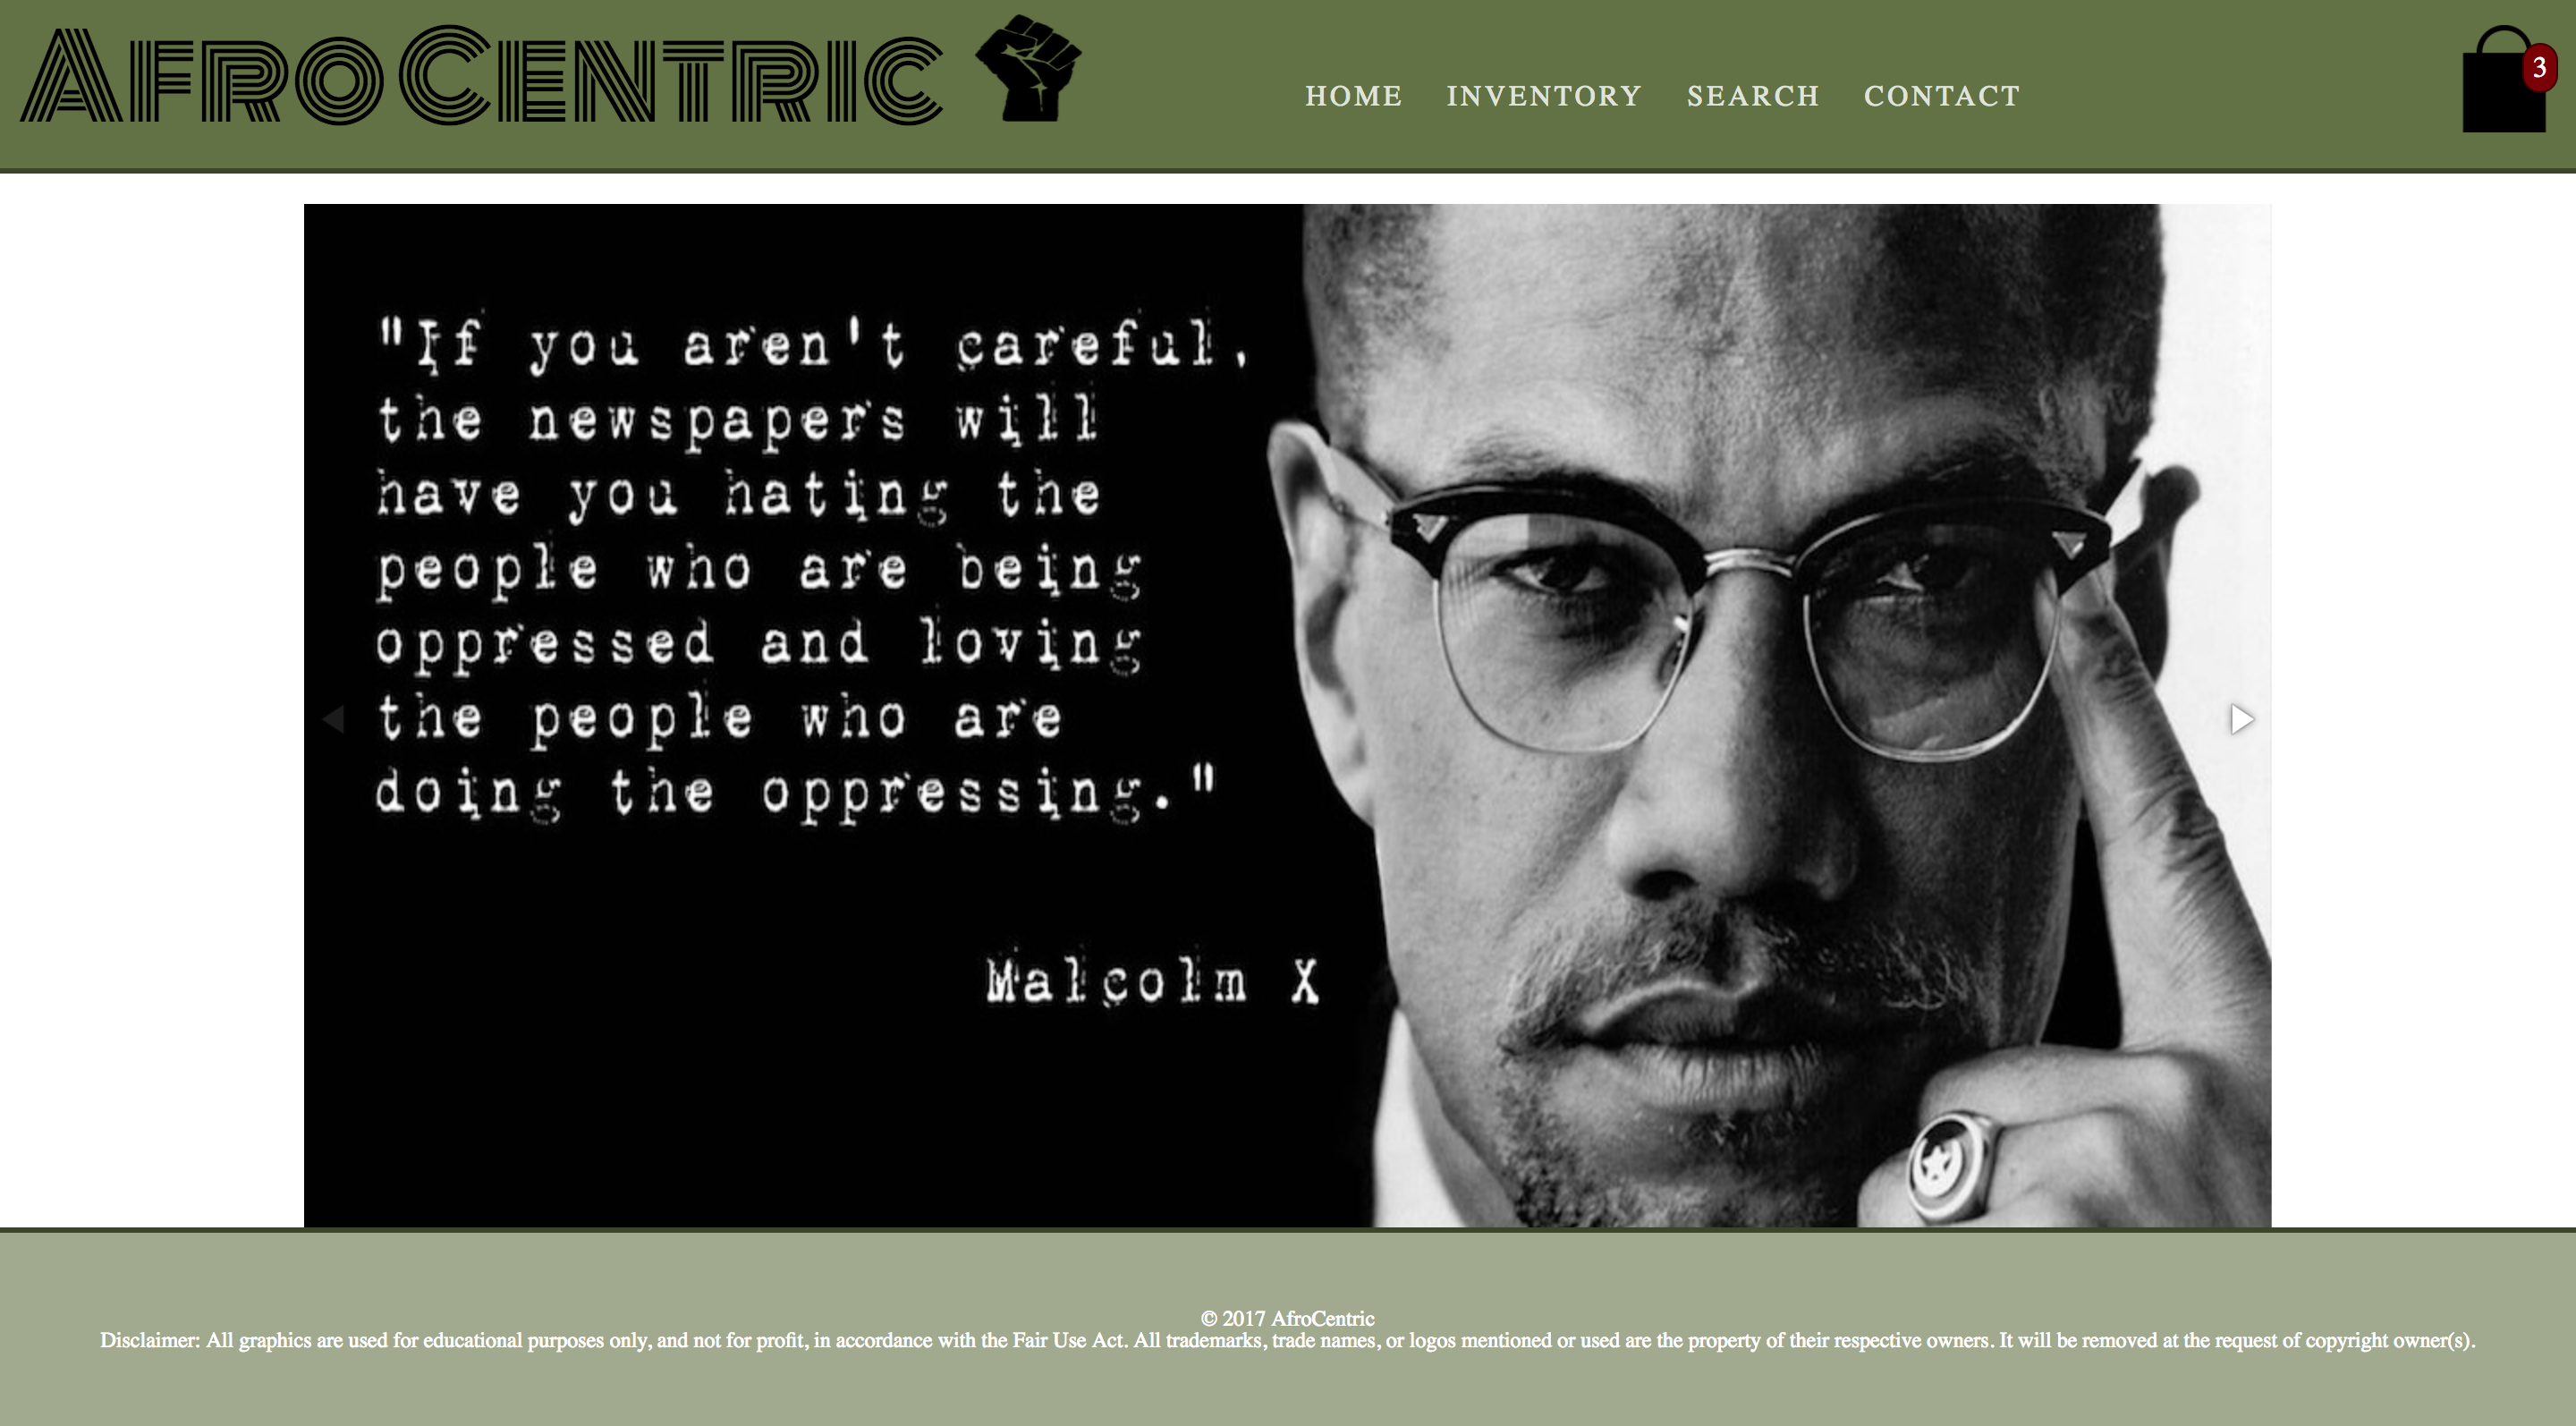 AFROCENTRIC
HOME INVENTORY SEARCH CONTACT
3
"If you aren't careful,
the newspapers will
have you hating the
people who are being
oppressed and loving
the people who are
doing the oppressing."
Malcolm X
© 2017 AfroCentric
Disclaimer: All graphics are used for educational purposes only, and not for profit, in accordance with the Fair Use Act. All trademarks, trade names, or logos mentioned or used are the property of their respective owners. It will be removed at the request of copyright owner(s).